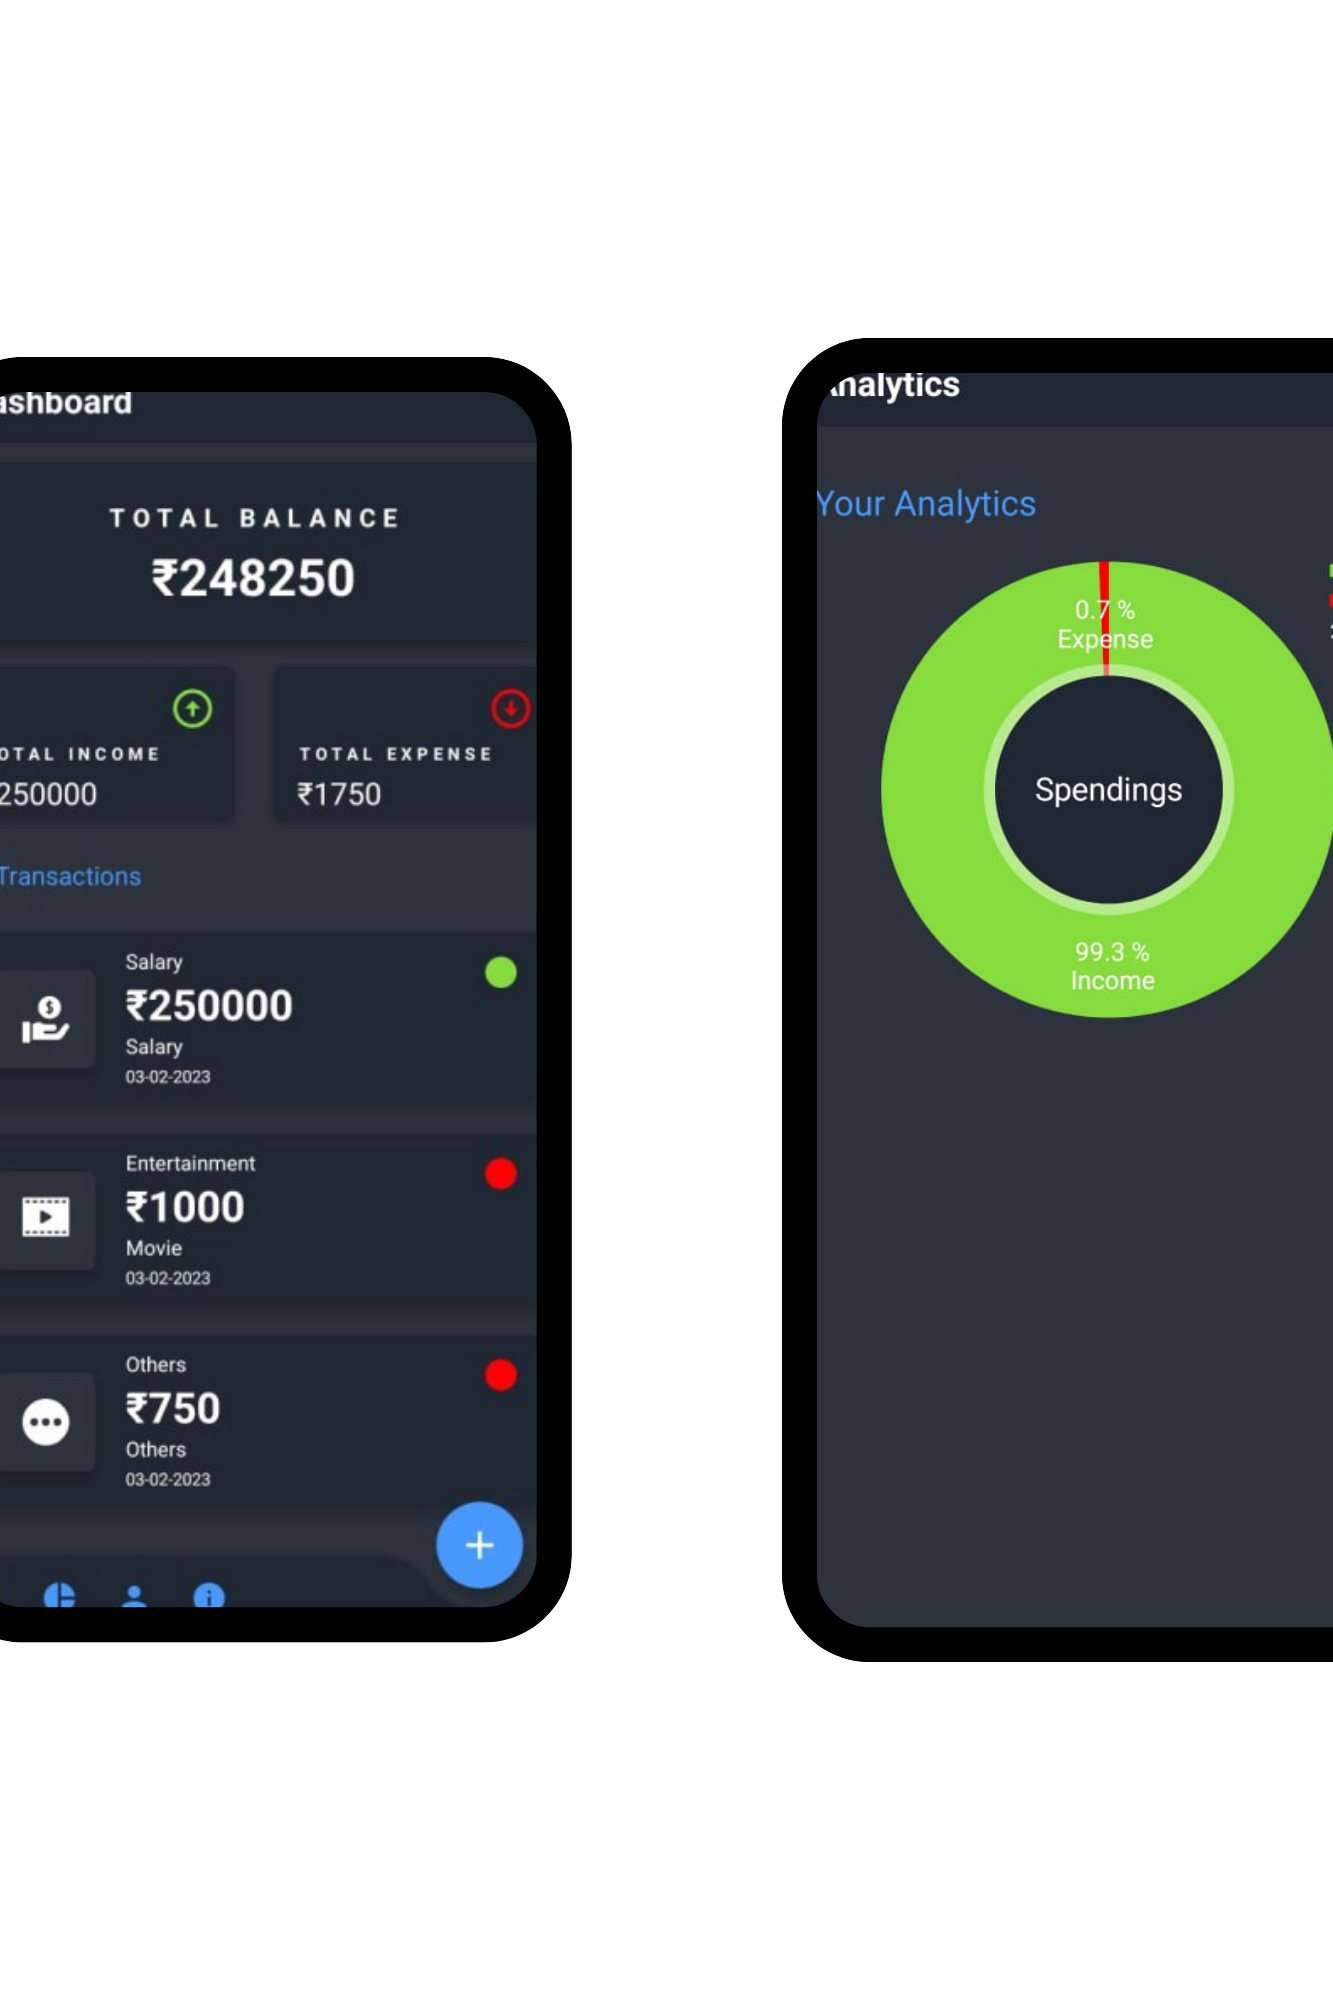 ashboard
TOTAL BALANCE
₹248250
OTAL INCOME
250000
TOTAL EXPENSE
₹1750
Transactions
Salary
₹250000
Salary
03-02-2023
Entertainment
₹1000
Movie
03-02-2023
Others
₹750
Others
03-02-2023
Analytics
Your Analytics
0.7 %
Expense
Spendings
99.3 %
Income